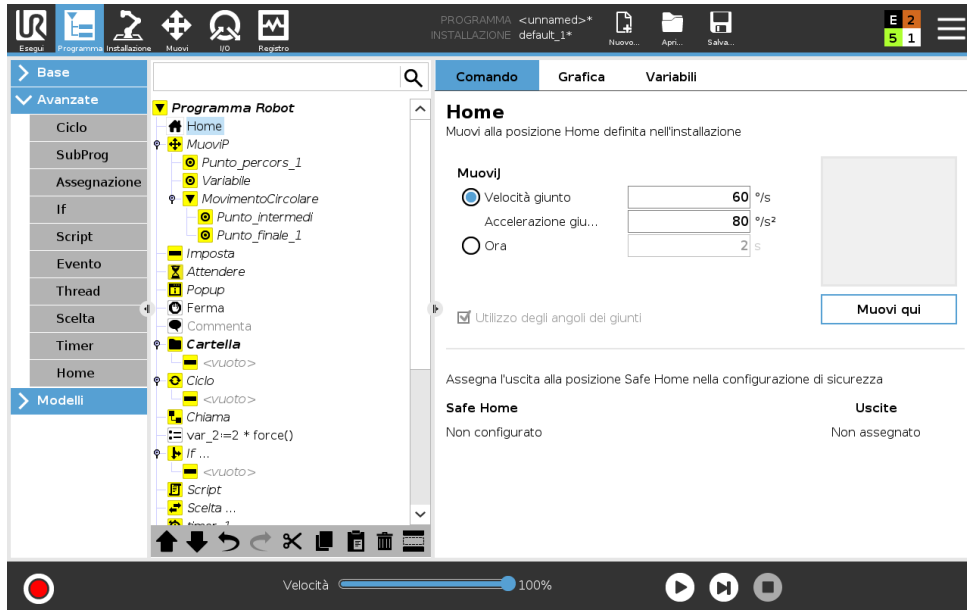 PROGRAMMA <unnamed>*
INSTALLAZIONE default_1*
UR
Esegui
Programma
Installazione
Muovi
I/O
Registro
Nuovo...
Apri...
Salva...
E 2
5 1
Base
Avanzate
Ciclo
SubProg
Assegnazione
If
Script
Evento
Thread
Scelta
Timer
Home
Modelli
Programma Robot
Home
MuoviP
Punto_percors_1
Variabile
MovimentoCircolare
Punto_intermedi
Punto_finale_1
Imposta
Attendere
Popup
Ferma
Commenta
Cartella
<vuoto>
Ciclo
<vuoto>
Chiama
var_2:=2 * force()
If ...
<vuoto>
Script
Scelta ...
timer_1
Comando
Grafica
Variabili
Home
Muovi alla posizione Home definita nell'installazione
MuoviJ
Velocità giunto 60 °/s
Accelerazione giu... 80 °/s²
Ora 2 s
Muovi qui
Utilizzo degli angoli dei giunti
Assegna l'uscita alla posizione Safe Home nella configurazione di sicurezza
Safe Home Uscite
Non configurato Non assegnato
Velocità 100%